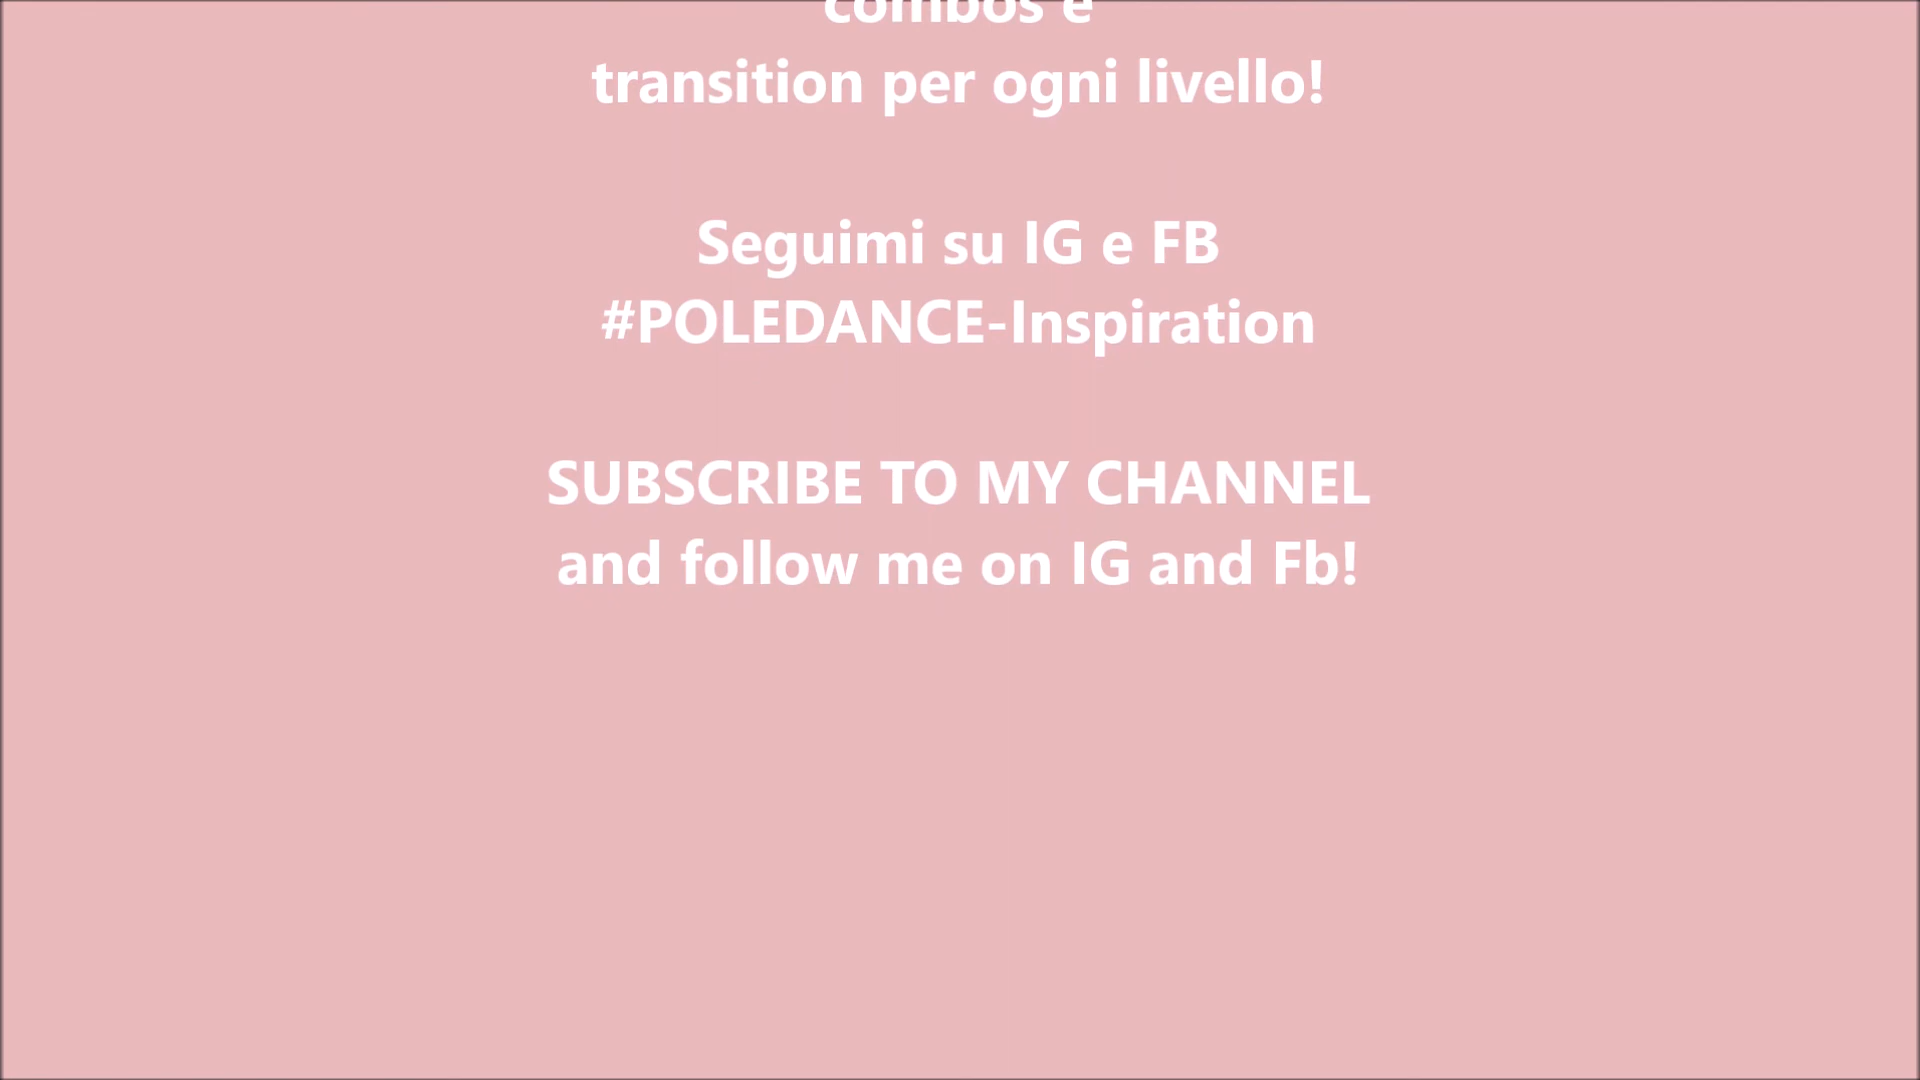 combos e
transition per ogni livello!
Seguimi su IG e FB
#POLEDANCE-Inspiration
SUBSCRIBE TO MY CHANNEL
and follow me on IG and Fb!